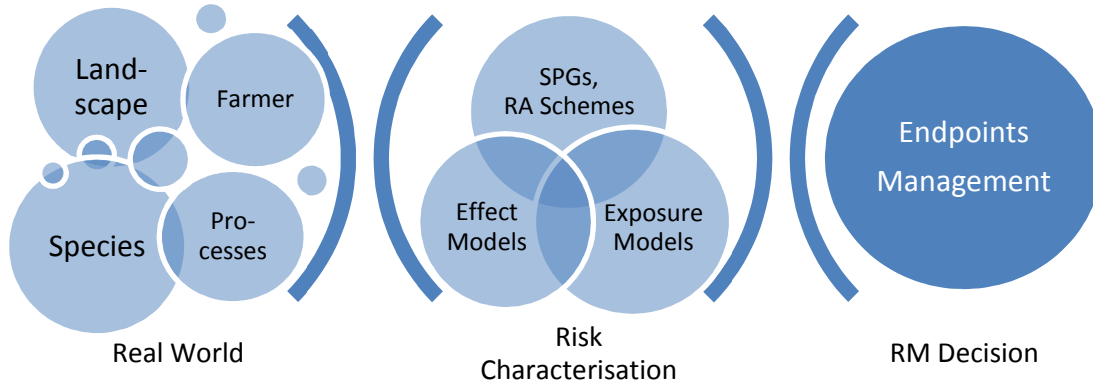 Land-
scape
Farmer
Species
Pro-
cesses
Real World
SPGs,
RA Schemes
Effect
Models
Exposure
Models
Risk
Characterisation
Endpoints
Management
RM Decision